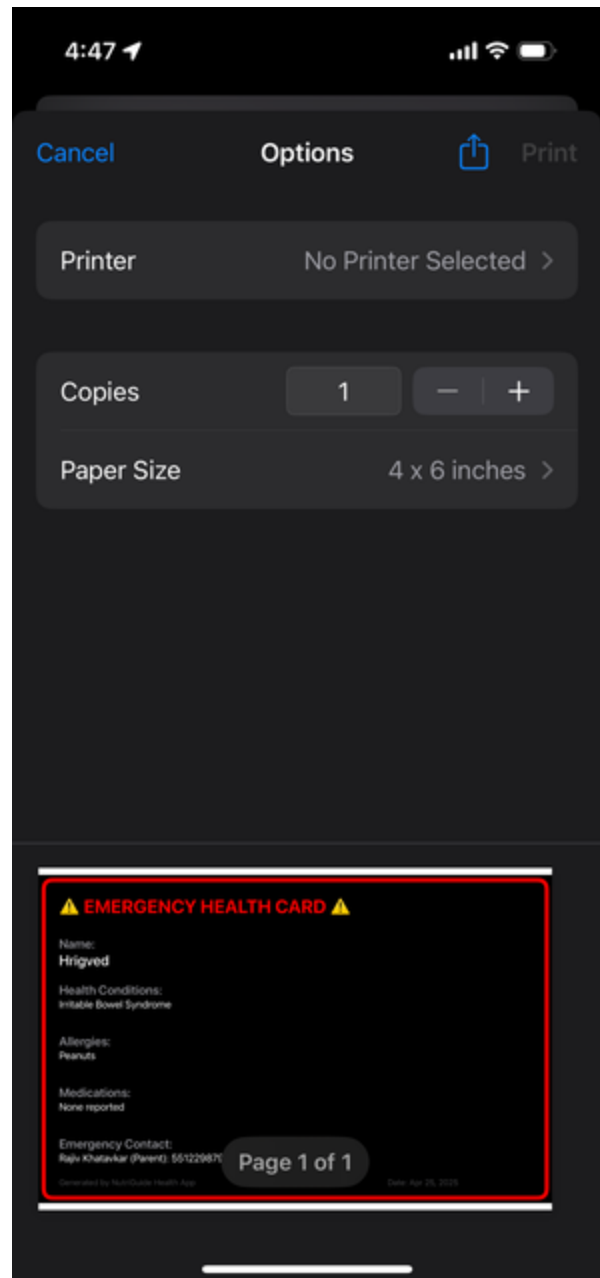 4:47
Cancel Options Print
Printer No Printer Selected >
Copies 1 − +
Paper Size 4 x 6 inches >
⚠️ EMERGENCY HEALTH CARD ⚠️
Name:
Hrigved
Health Conditions:
Irritable Bowel Syndrome
Allergies:
Peanuts
Medications:
None reported
Emergency Contact:
Rajiv Khatavkar (Parent):
Page 1 of 1
Generated by NutriGuide Health App Date: Apr 25, 2025